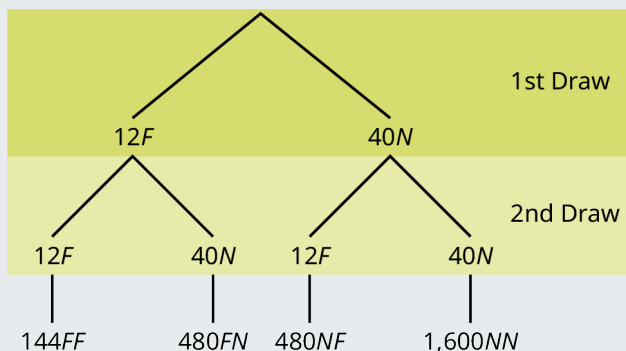 1st Draw
12F 40N
2nd Draw
12F 40N 12F 40N
144FF 480FN 480NF 1,600NN